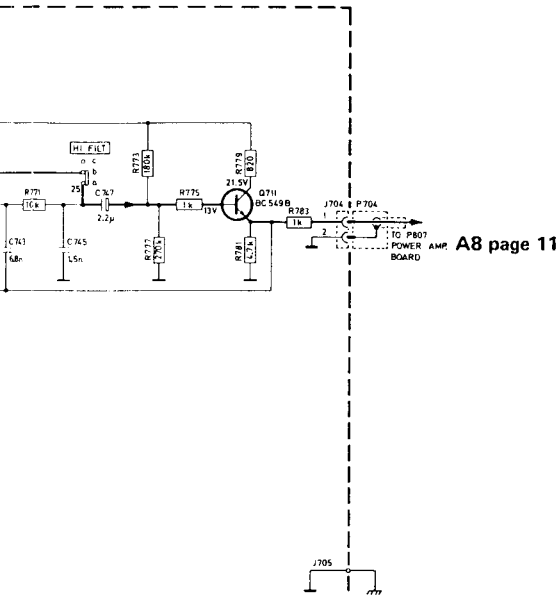 HI FILT
c
b
a
25
R771
10k
C743
6.8n
C745
1.5n
C747
2.2µ
R773
180k
R777
270k
R775
1k
13V
R779
820
21.5V
Q711
BC 549 B
R781
4.7k
R783
1k
J704
P704
1
2
TO P807
POWER AMP.
BOARD
A8 page 11
J705